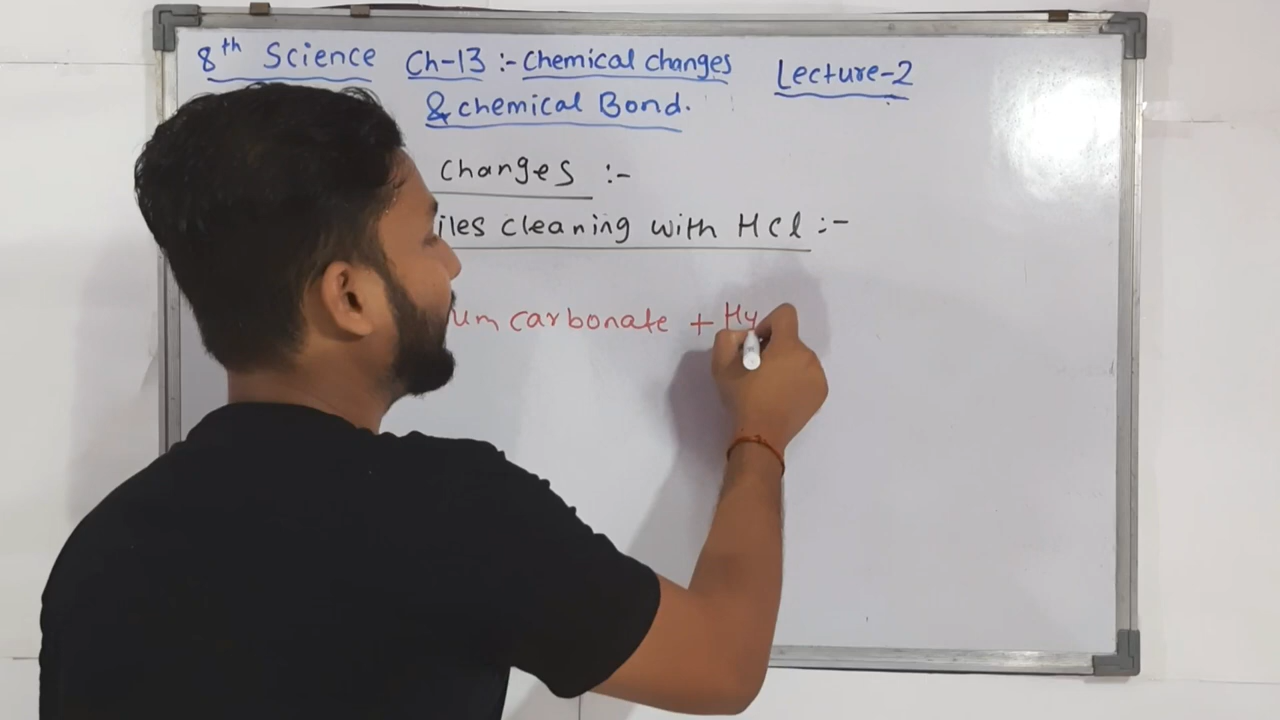 8th Science Ch-13 :- Chemical changes Lecture-2
& chemical Bond.
changes :-
iles cleaning with HCl :-
um carbonate + Hy